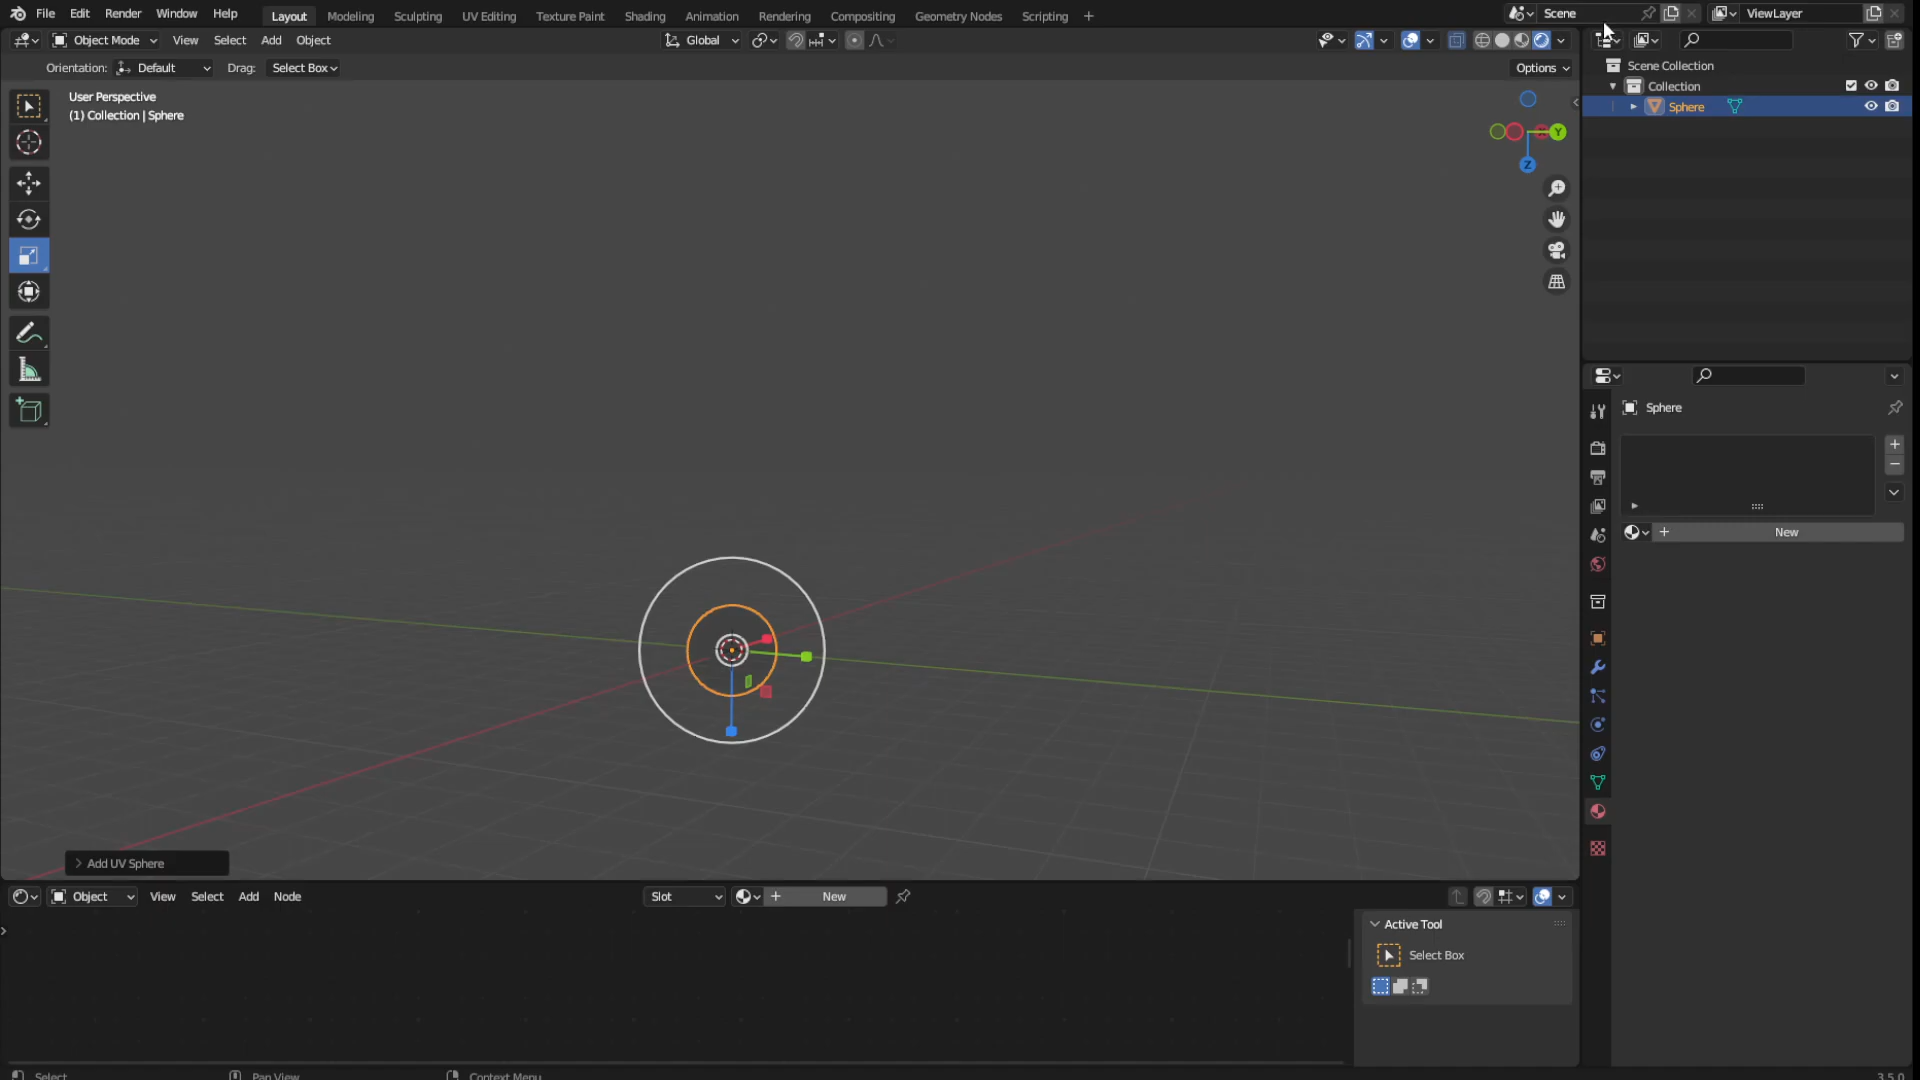 File Edit Render Window Help Layout Modeling Sculpting UV Editing Texture Paint Shading Animation Rendering Compositing Geometry Nodes Scripting + Scene ViewLayer
Object Mode View Select Add Object Global
Orientation: Default Drag: Select Box Options
User Perspective
(1) Collection | Sphere
Y
Z
Scene Collection
Collection
Sphere
Sphere
New
Add UV Sphere
Object View Select Add Node Slot New
Active Tool
Select Box
Select Pan View Context Menu 3.5.0